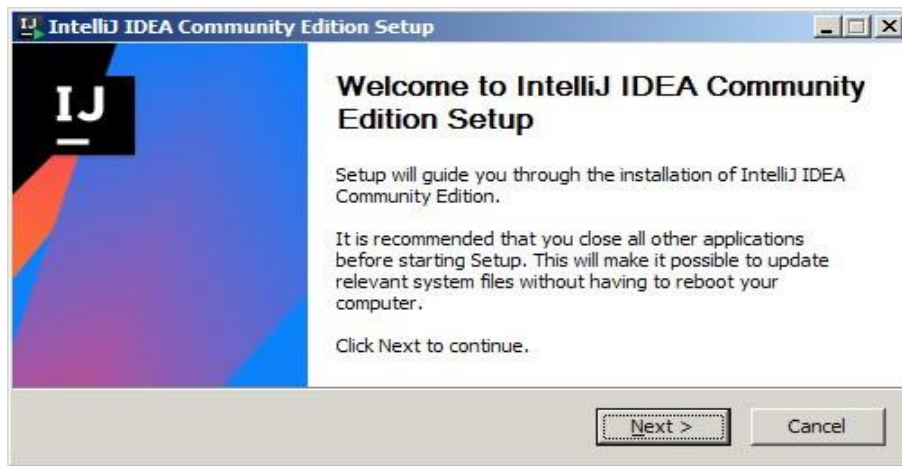 IntelliJ IDEA Community Edition Setup
IJ
Welcome to IntelliJ IDEA Community
Edition Setup
Setup will guide you through the installation of IntelliJ IDEA
Community Edition.
It is recommended that you close all other applications
before starting Setup. This will make it possible to update
relevant system files without having to reboot your
computer.
Click Next to continue.
Next >
Cancel